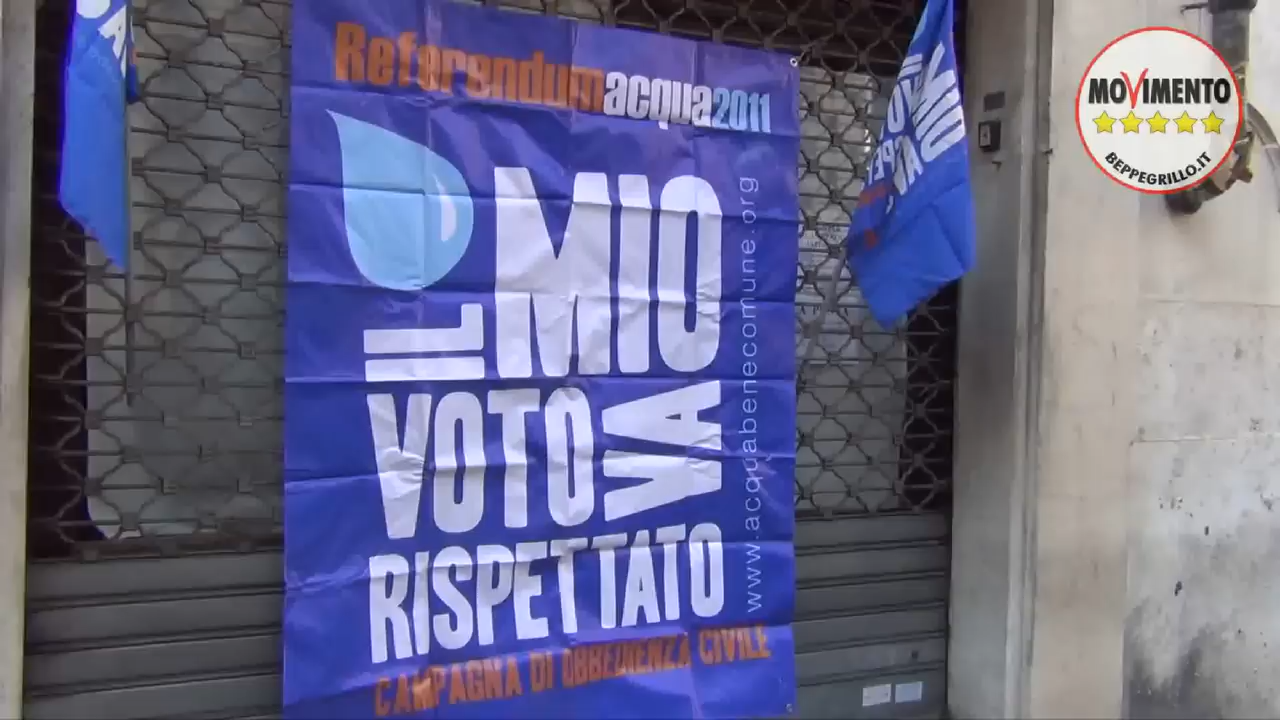 Referendumacqua2011
IL MIO
VOTO VA
RISPETTATO
CAMPAGNA DI OBBEDIENZA CIVILE
www.acquabenecomune.org
MOVIMENTO
BEPPEGRILLO.IT